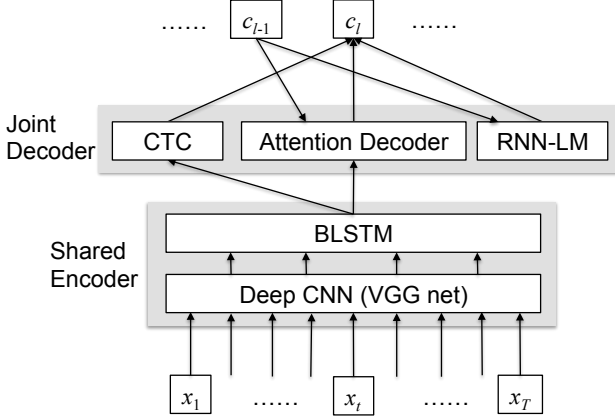 ...... c_{l-1} c_l ......
Joint
Decoder
CTC Attention Decoder RNN-LM
BLSTM
Shared
Encoder
Deep CNN (VGG net)
x_1 ...... x_t ...... x_T